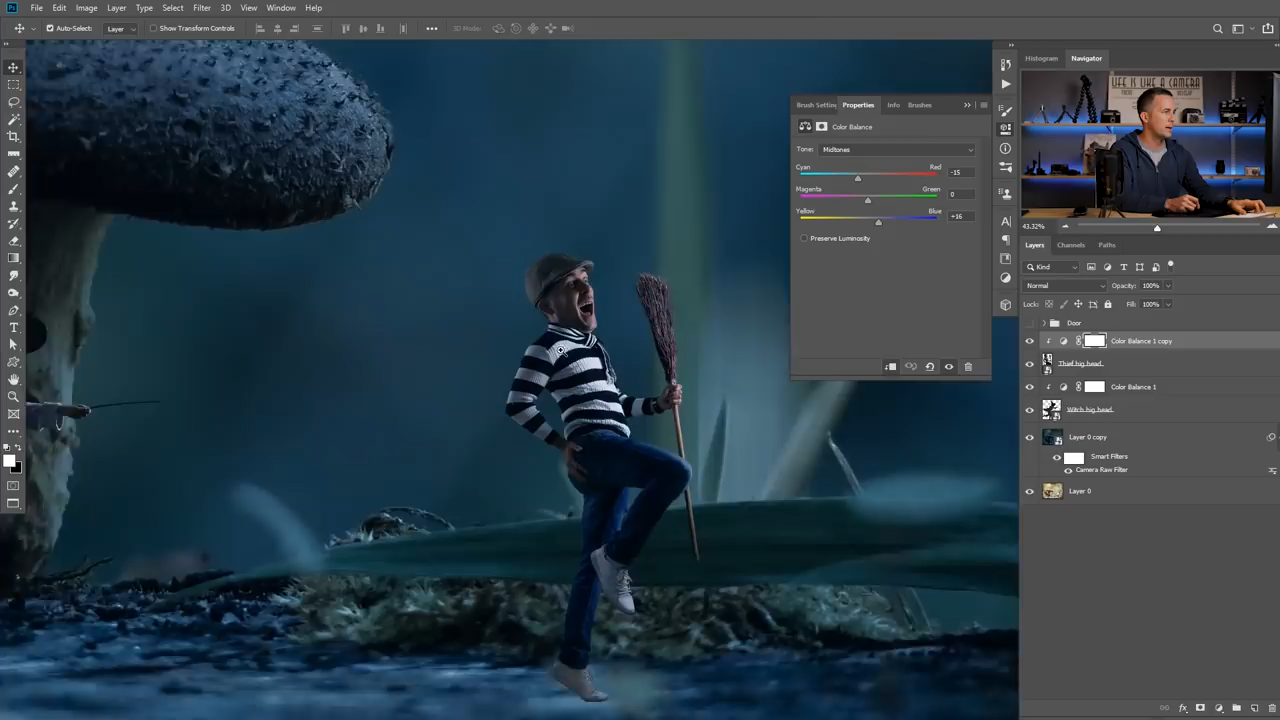 Ps File Edit Image Layer Type Select Filter 3D View Window Help
Auto-Select: Layer Show Transform Controls 3D Mode:
Histogram Navigator
LIFE IS LIKE A CAMERA
Brush Settin Properties Info Brushes
Color Balance
Tone: Midtones
Cyan Red -15
Magenta Green 0
Yellow Blue +16
Preserve Luminosity
43.32%
Layers Channels Paths
Kind
Normal Opacity: 100%
Lock: Fill: 100%
Door
Color Balance 1 copy
Thief big head
Color Balance 1
Witch big head
Layer 0 copy
Smart Filters
Camera Raw Filter
Layer 0